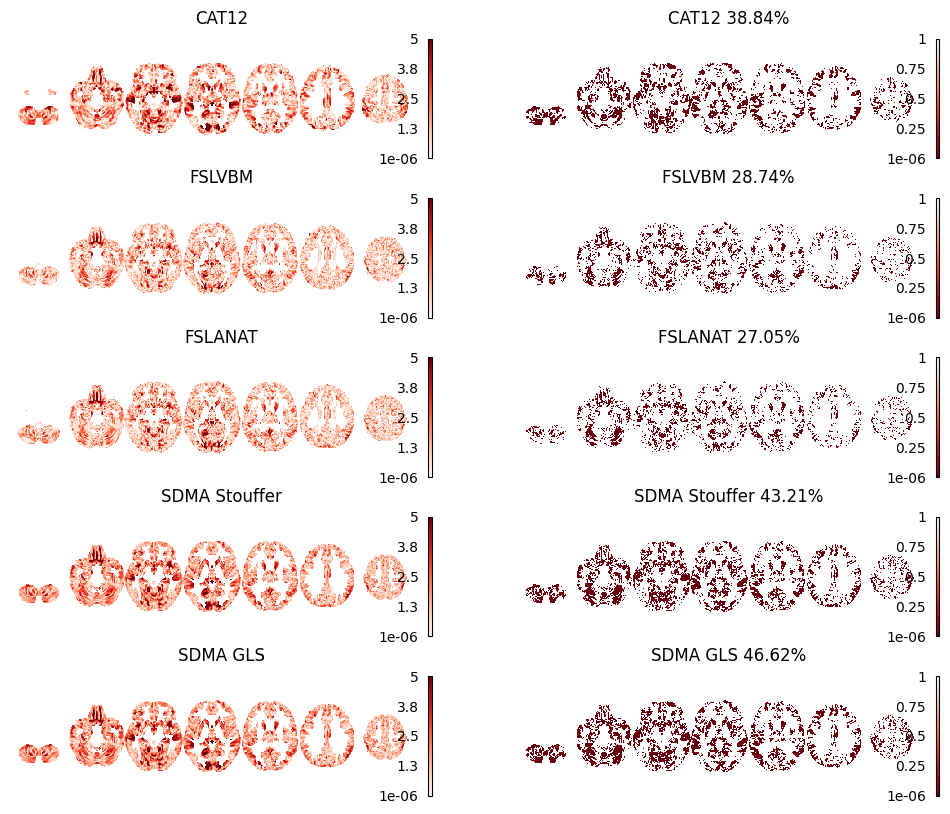 CAT12
5
3.8
2.5
1.3
1e-06
CAT12 38.84%
1
0.75
0.5
0.25
1e-06
FSLVBM
5
3.8
2.5
1.3
1e-06
FSLVBM 28.74%
1
0.75
0.5
0.25
1e-06
FSLANAT
5
3.8
2.5
1.3
1e-06
FSLANAT 27.05%
1
0.75
0.5
0.25
1e-06
SDMA Stouffer
5
3.8
2.5
1.3
1e-06
SDMA Stouffer 43.21%
1
0.75
0.5
0.25
1e-06
SDMA GLS
5
3.8
2.5
1.3
1e-06
SDMA GLS 46.62%
1
0.75
0.5
0.25
1e-06